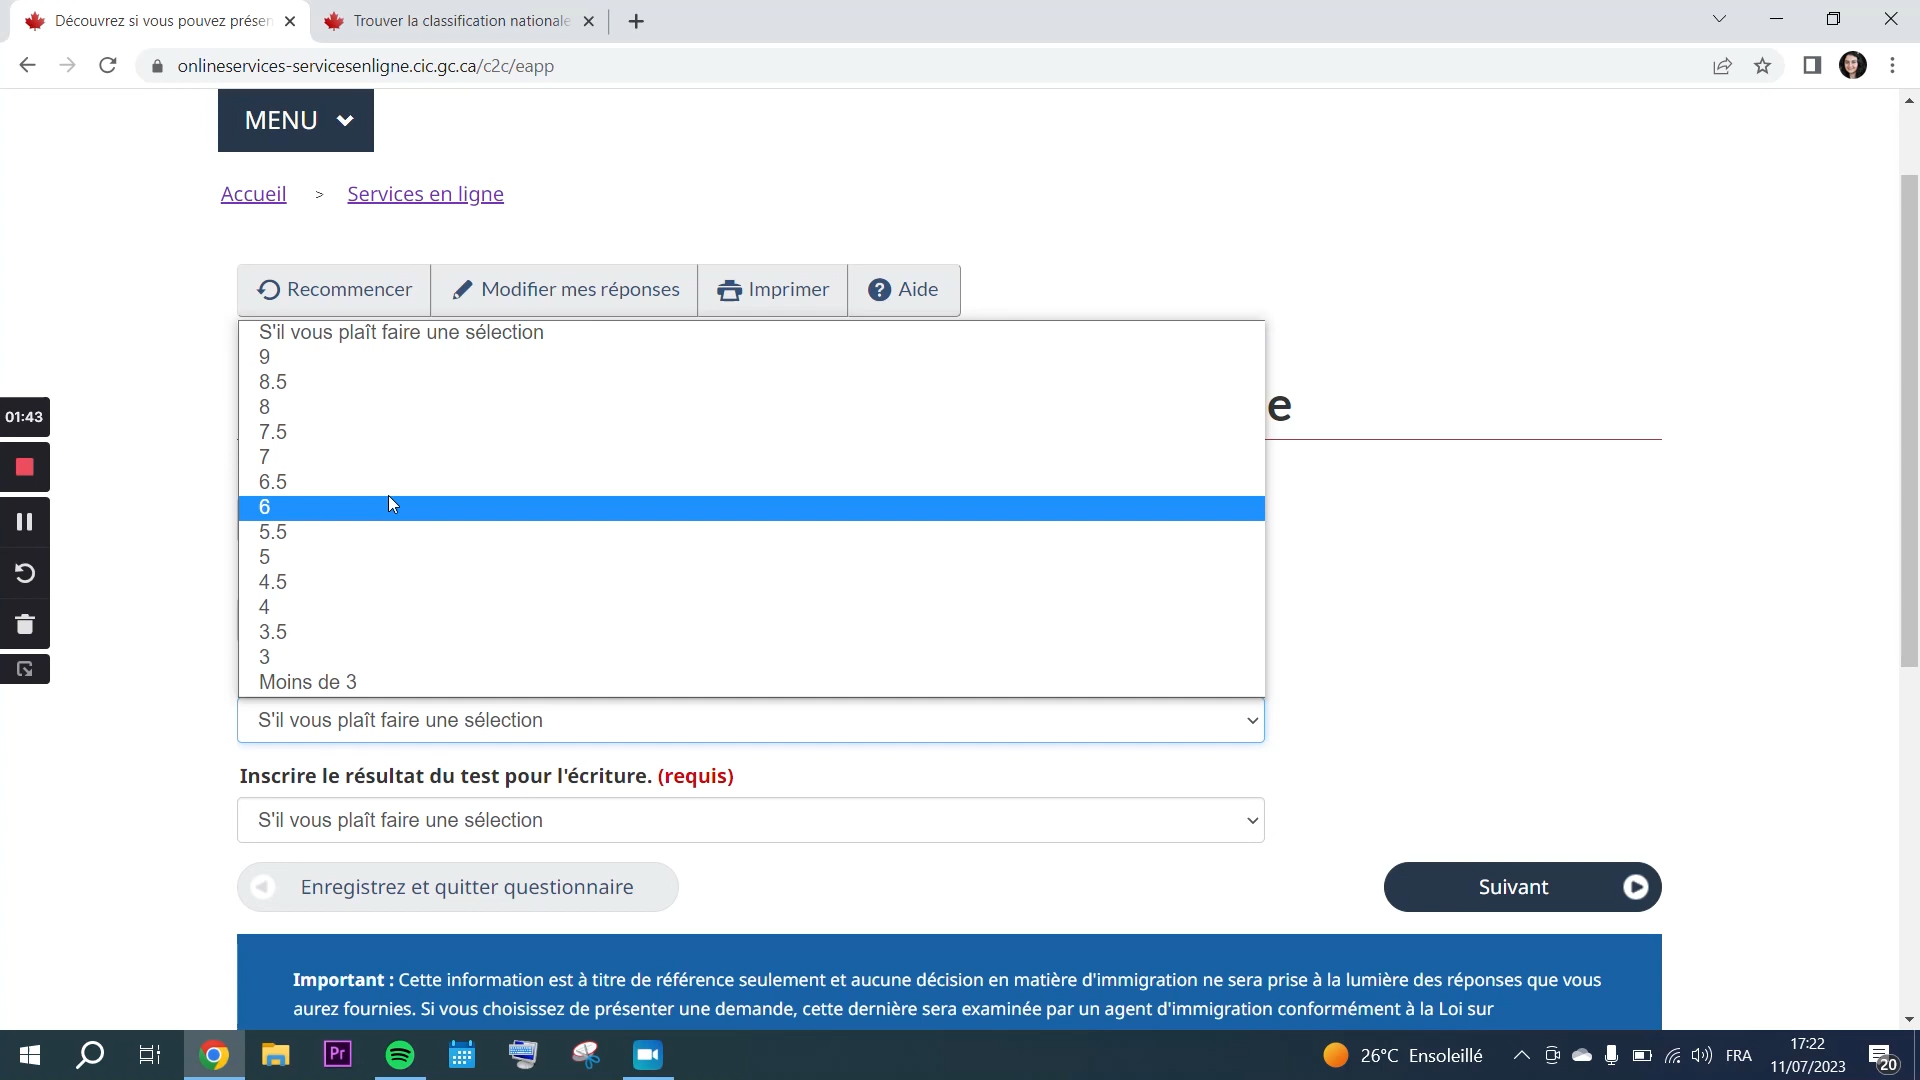 Découvrez si vous pouvez présen
Trouver la classification nationale
onlineservices-servicesenligne.cic.gc.ca/c2c/eapp
MENU
Accueil > Services en ligne
Recommencer
Modifier mes réponses
Imprimer
? Aide
S'il vous plaît faire une sélection
9
8.5
8
7.5
7
6.5
6
5.5
5
4.5
4
3.5
3
Moins de 3
e
01:43
S'il vous plaît faire une sélection
Inscrire le résultat du test pour l'écriture. (requis)
S'il vous plaît faire une sélection
Enregistrez et quitter questionnaire
Suivant
Important : Cette information est à titre de référence seulement et aucune décision en matière d'immigration ne sera prise à la lumière des réponses que vous
aurez fournies. Si vous choisissez de présenter une demande, cette dernière sera examinée par un agent d'immigration conformément à la Loi sur
Pr
26°C Ensoleillé
FRA
17:22
11/07/2023
20